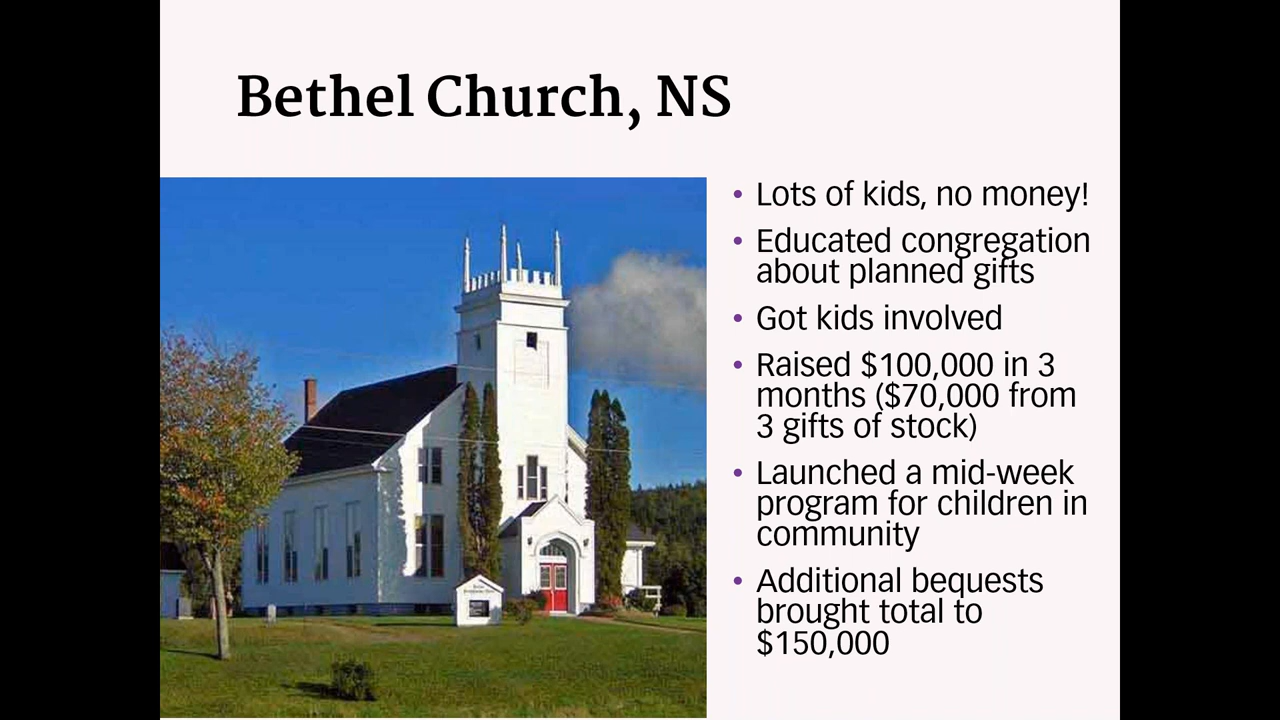 Bethel Church, NS
• Lots of kids, no money!
• Educated congregation
about planned gifts
• Got kids involved
• Raised $100,000 in 3
months ($70,000 from
3 gifts of stock)
• Launched a mid-week
program for children in
community
• Additional bequests
brought total to
$150,000